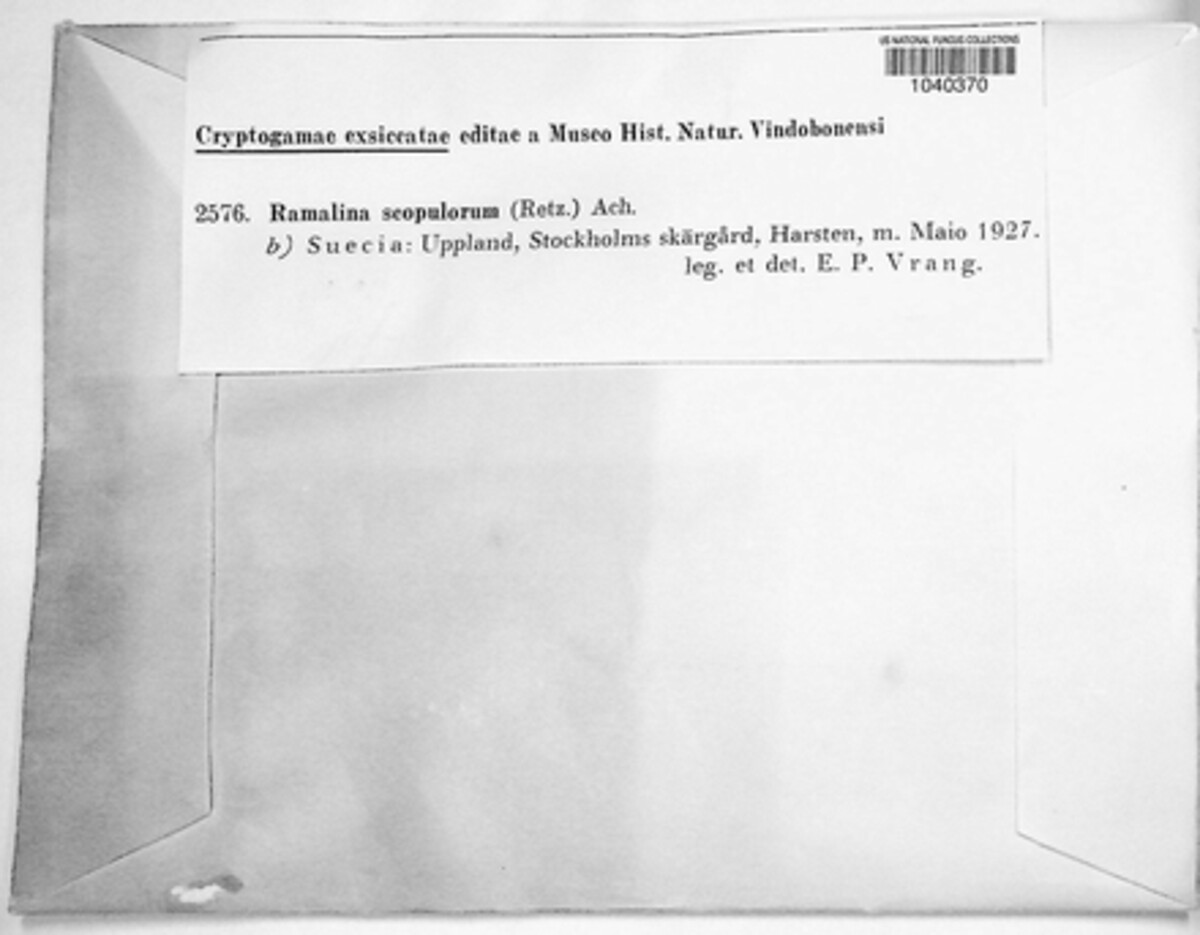 US NATIONAL FUNGUS COLLECTIONS
1040370
Cryptogamae exsiccatae editae a Museo Hist. Natur. Vindobonensi
2576. Ramalina scopulorum (Retz.) Ach.
b) Suecia: Uppland, Stockholms skärgård, Harsten, m. Maio 1927.
leg. et det. E. P. Vrang.